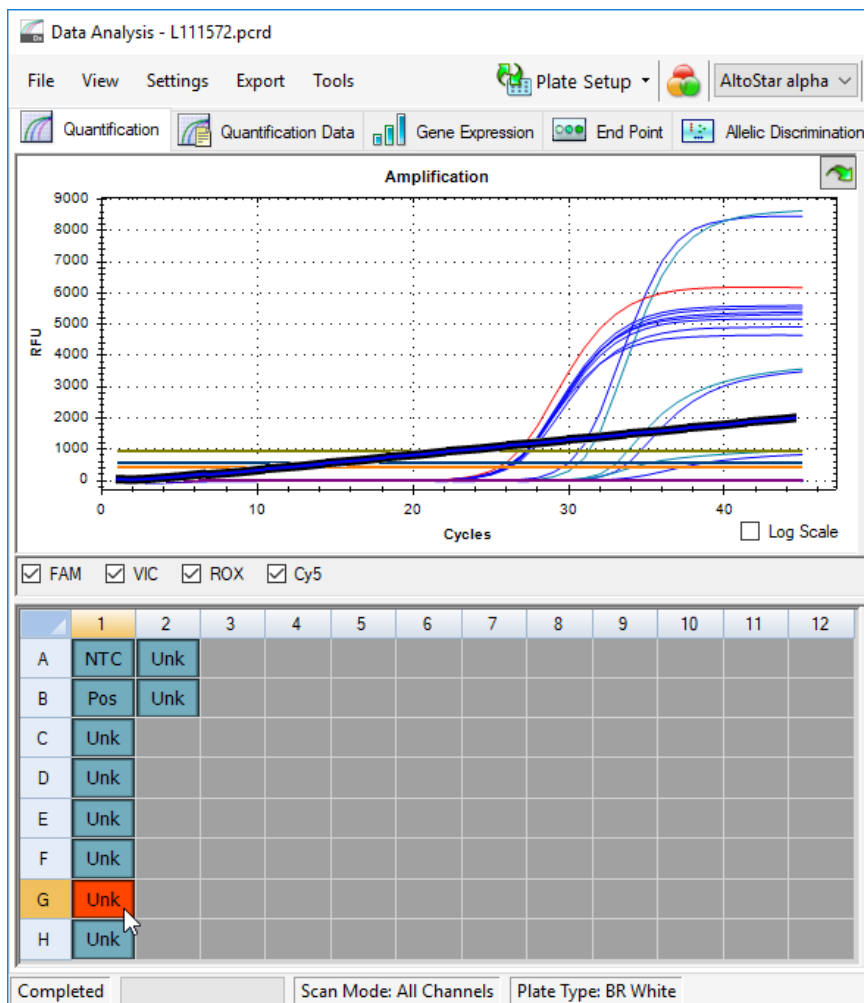 Data Analysis - L111572.pcrd
File View Settings Export Tools Plate Setup AltoStar alpha
Quantification Quantification Data Gene Expression End Point Allelic Discrimination
Amplification
9000
8000
7000
6000
5000
4000
3000
2000
1000
0
RFU
0 10 20 30 40
Cycles
Log Scale
FAM VIC ROX Cy5
1 2 3 4 5 6 7 8 9 10 11 12
A NTC Unk
B Pos Unk
C Unk
D Unk
E Unk
F Unk
G Unk
H Unk
Completed Scan Mode: All Channels Plate Type: BR White